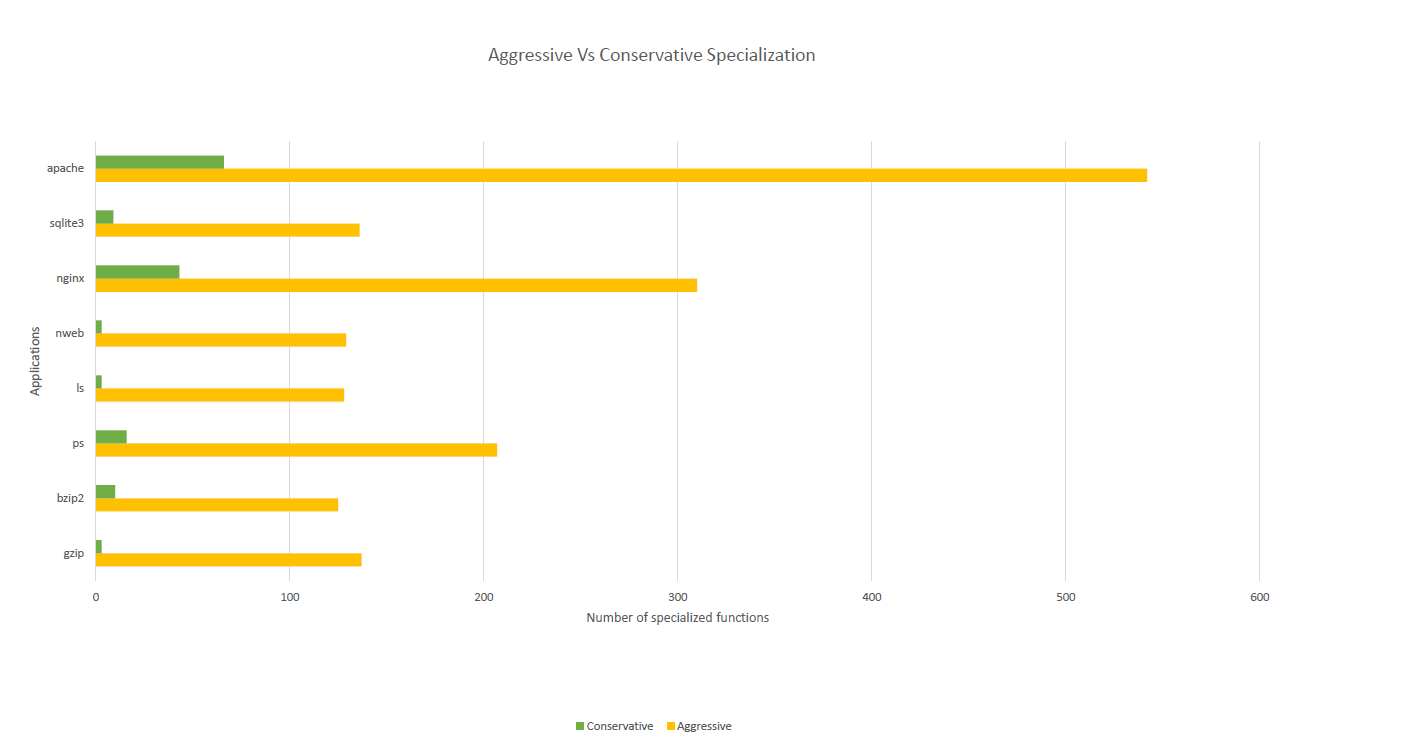 Aggressive Vs Conservative Specialization
apache
sqlite3
nginx
nweb
ls
ps
bzip2
gzip
Applications
0 100 200 300 400 500 600
Number of specialized functions
Conservative Aggressive